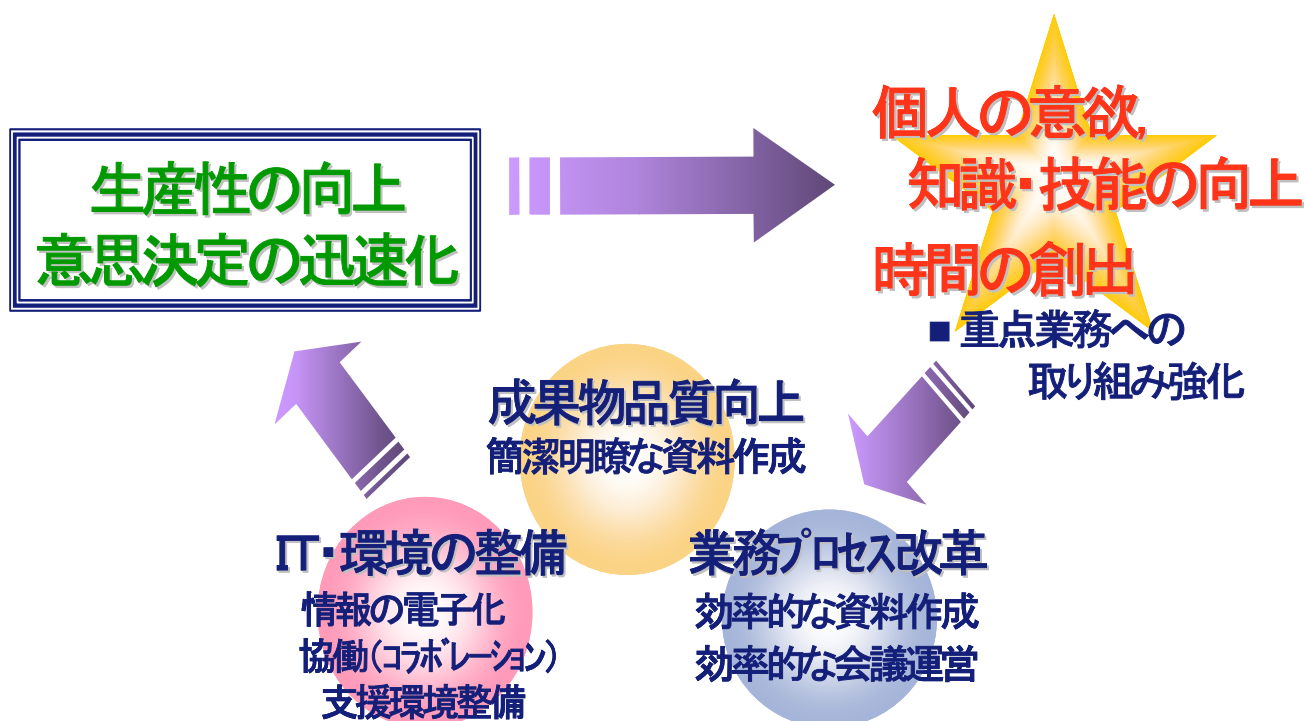 生産性の向上
意思決定の迅速化
個人の意欲,
知識・技能の向上
時間の創出
■ 重点業務への
取り組み強化
成果物品質向上
簡潔明瞭な資料作成
IT・環境の整備
情報の電子化
協働(ｺﾗﾎﾞﾚｰｼｮﾝ)
支援環境整備
業務ﾌﾟﾛｾｽ改革
効率的な資料作成
効率的な会議運営